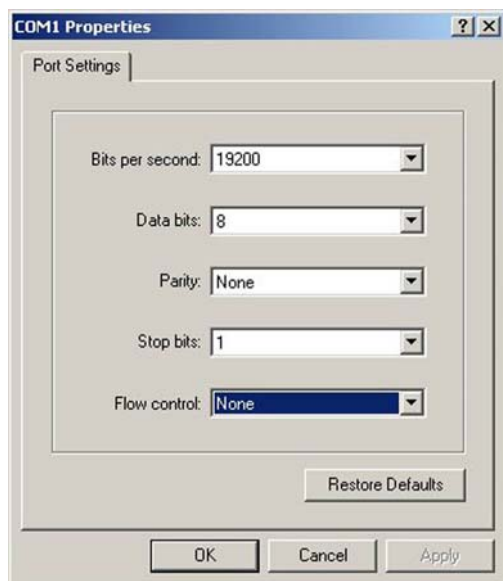 COM1 Properties
Port Settings
Bits per second: 19200
Data bits: 8
Parity: None
Stop bits: 1
Flow control: None
Restore Defaults
OK Cancel Apply